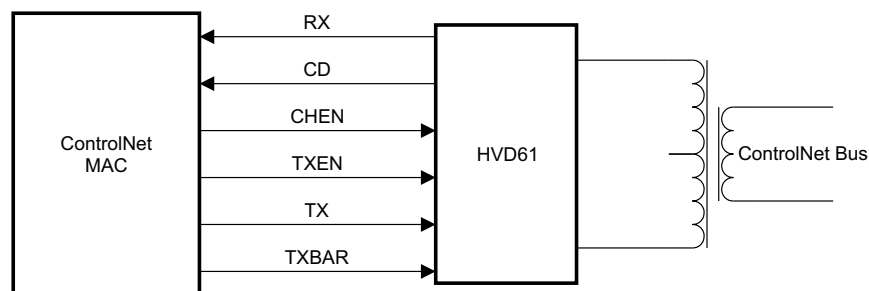 RX
CD
CHEN
TXEN
TX
TXBAR
ControlNet
MAC
HVD61
ControlNet Bus